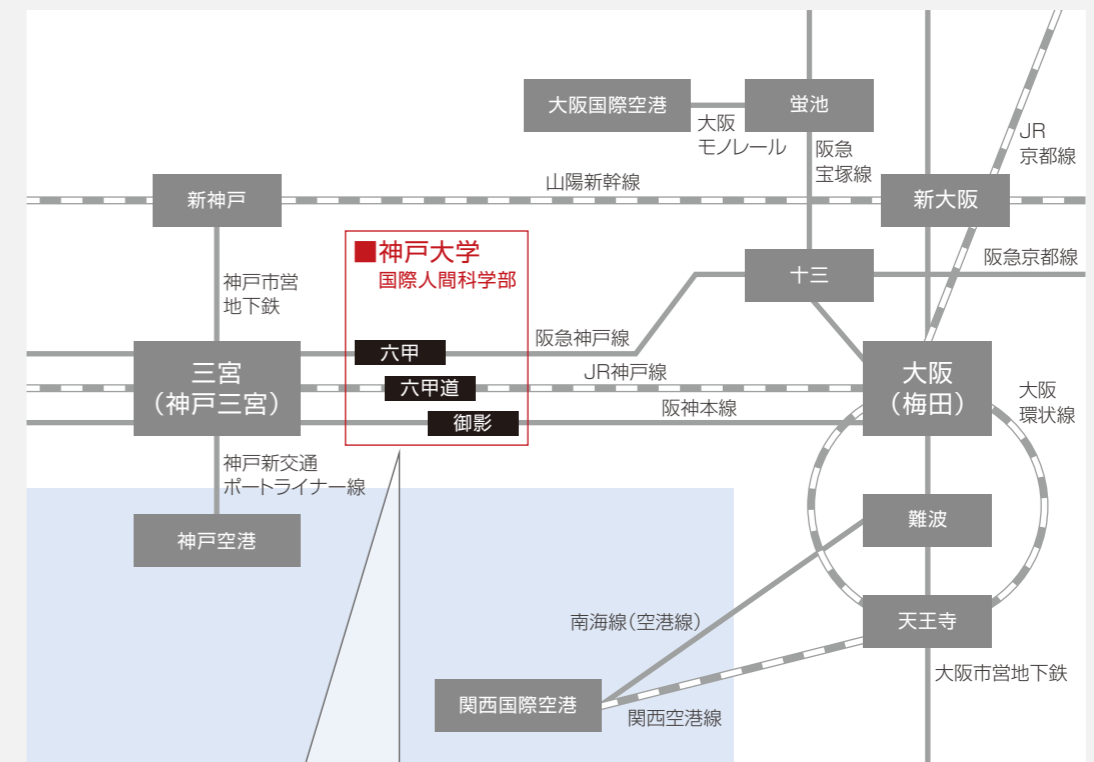 大阪国際空港
蛍池
大阪
モノレール
阪急
宝塚線
JR
京都線
新神戸
山陽新幹線
新大阪
■神戸大学
国際人間科学部
十三
阪急京都線
神戸市営
地下鉄
阪急神戸線
六甲
三宮
（神戸三宮）
六甲道
JR神戸線
大阪
（梅田）
大阪
環状線
御影
阪神本線
神戸新交通
ポートライナー線
神戸空港
難波
南海線（空港線）
天王寺
大阪市営地下鉄
関西国際空港
関西空港線